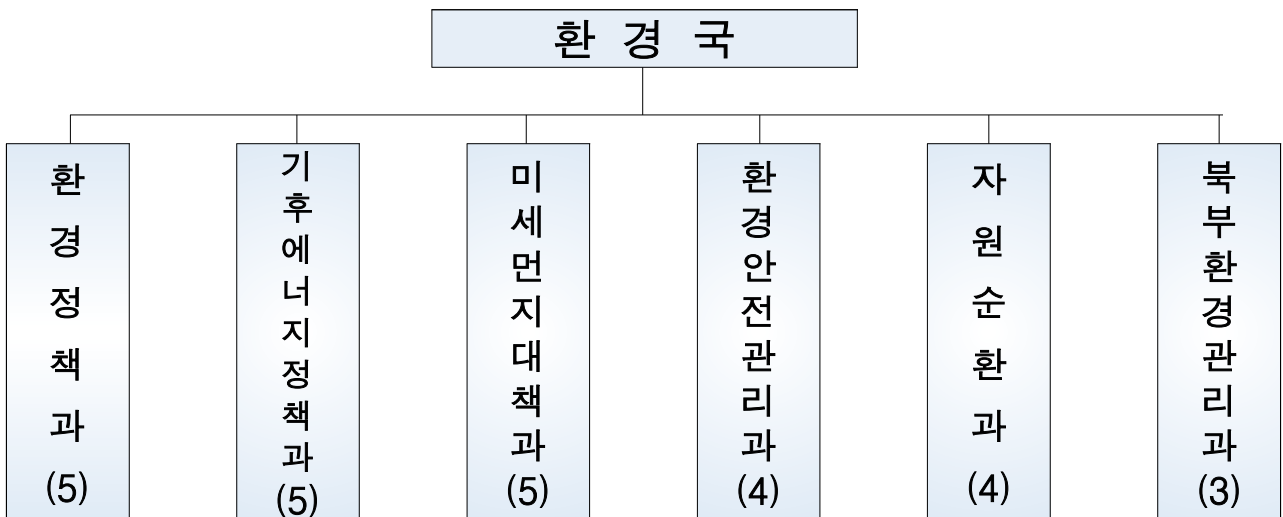 환 경 국
환경정책과
(5)
기후에너지정책과
(5)
미세먼지대책과
(5)
환경안전관리과
(4)
자원순환과
(4)
북부환경관리과
(3)